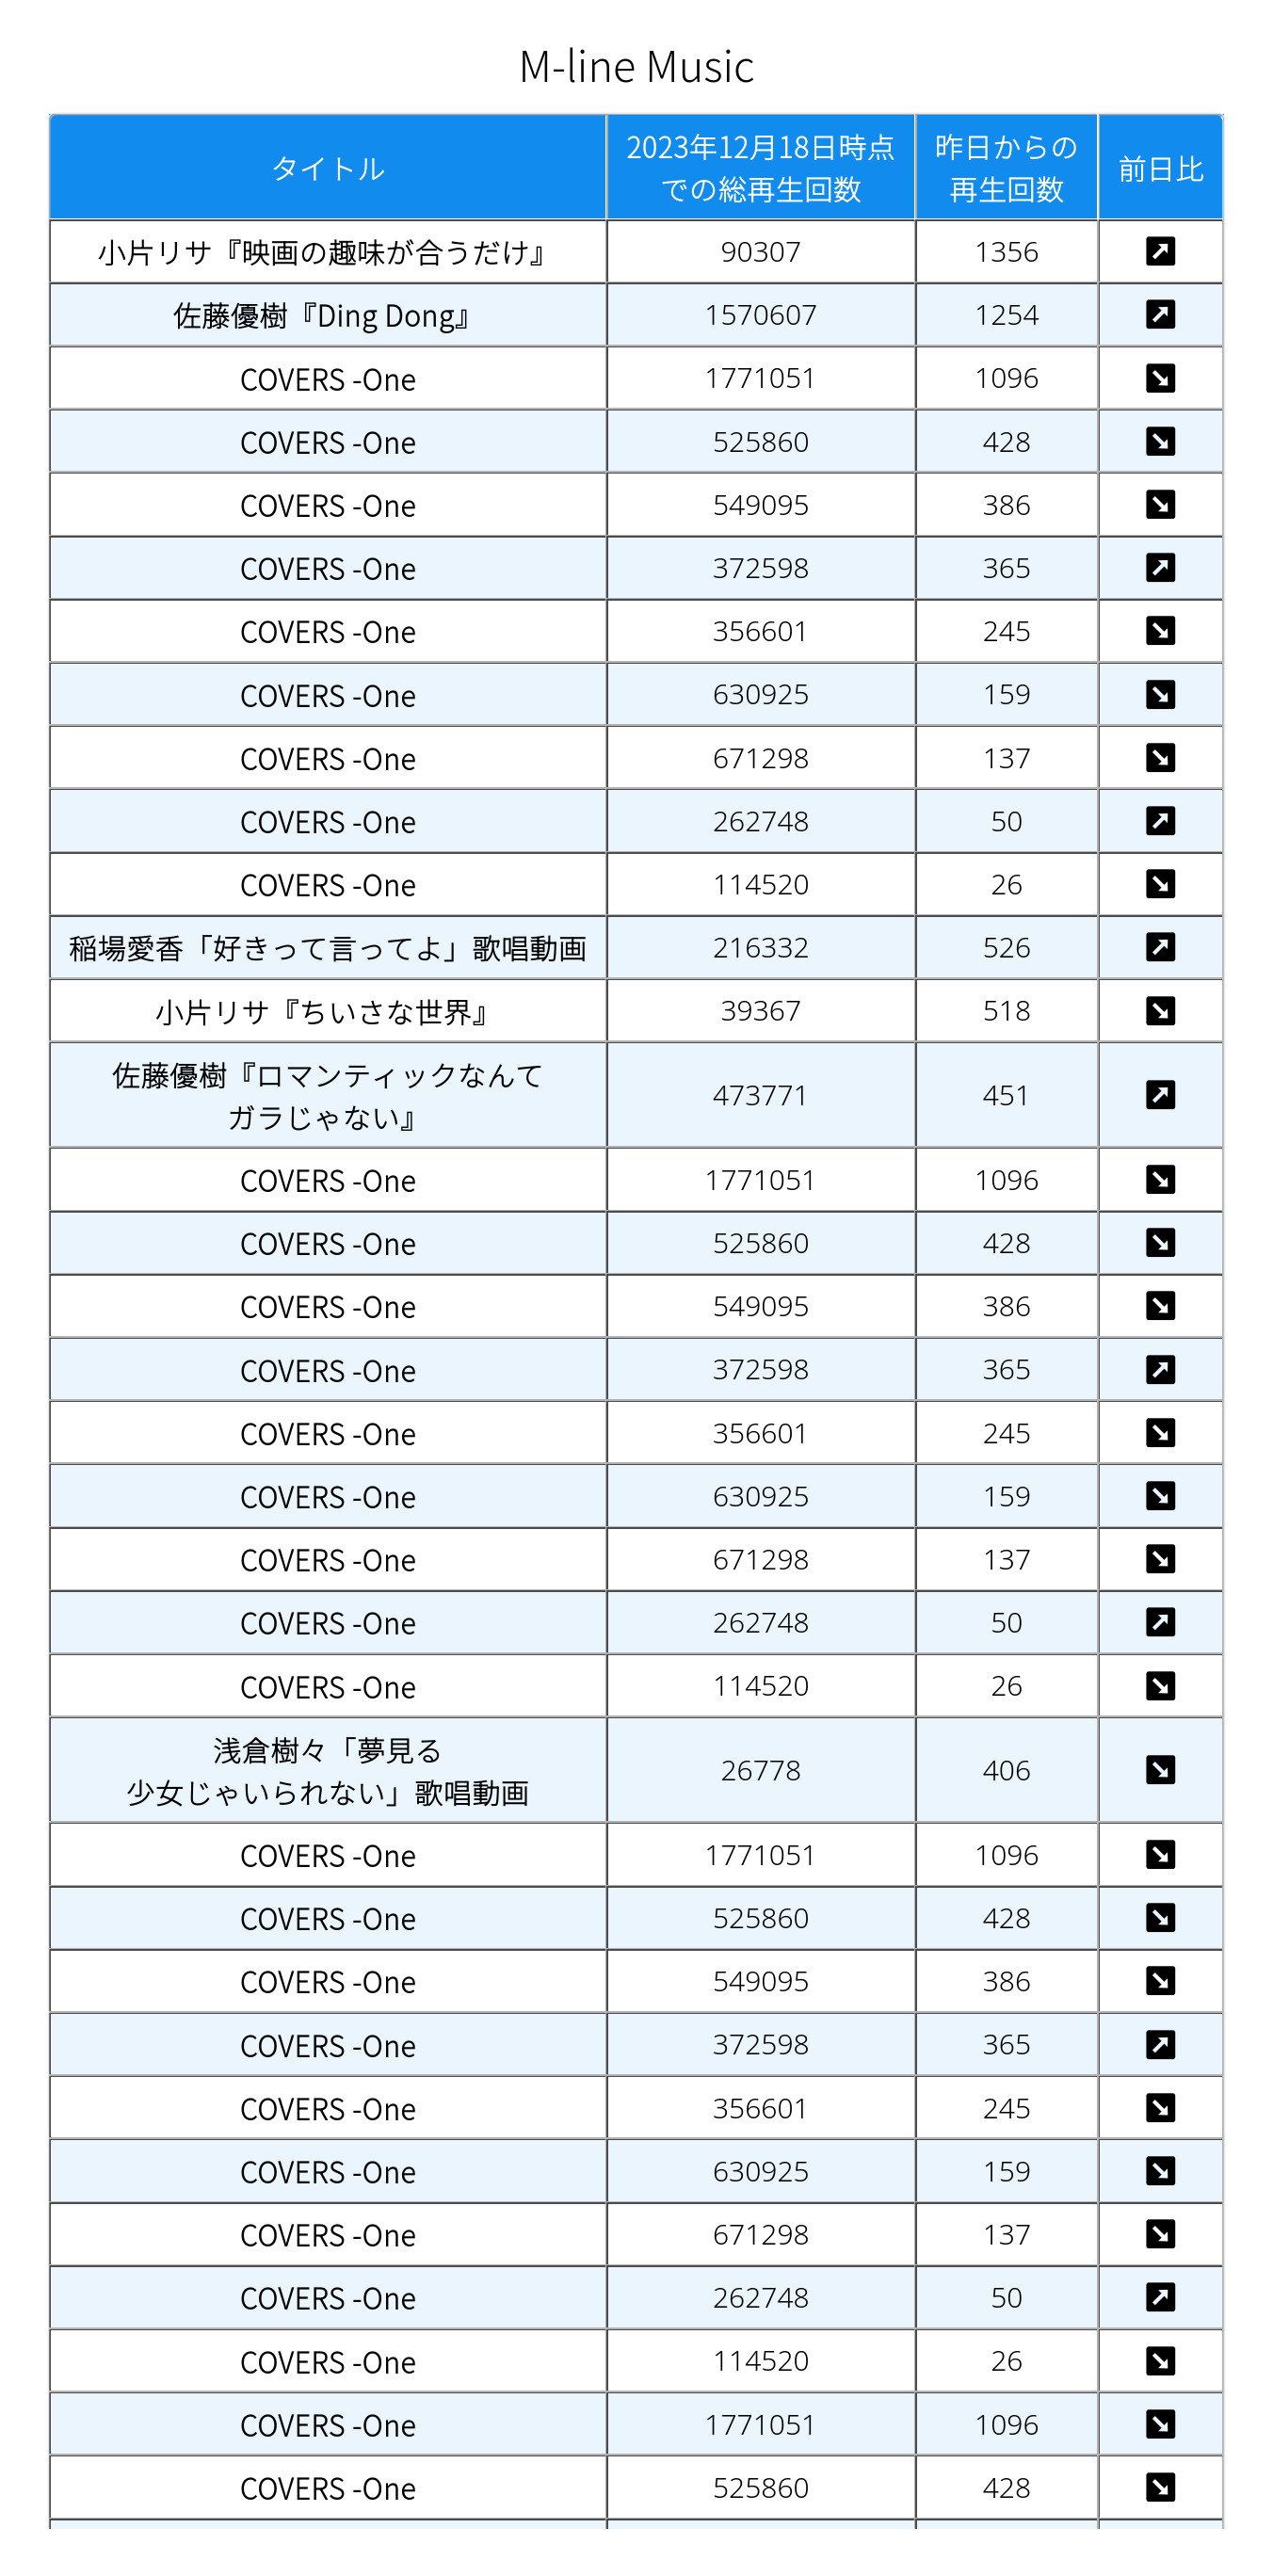 M-line Music
タイトル 2023年12月18日時点での総再生回数 昨日からの再生回数 前日比
小片リサ『映画の趣味が合うだけ』 90307 1356 ↗
佐藤優樹『Ding Dong』 1570607 1254 ↗
COVERS -One 1771051 1096 ↘
COVERS -One 525860 428 ↘
COVERS -One 549095 386 ↘
COVERS -One 372598 365 ↗
COVERS -One 356601 245 ↘
COVERS -One 630925 159 ↘
COVERS -One 671298 137 ↘
COVERS -One 262748 50 ↗
COVERS -One 114520 26 ↘
稲場愛香「好きって言ってよ」歌唱動画 216332 526 ↗
小片リサ『ちいさな世界』 39367 518 ↘
佐藤優樹『ロマンティックなんて
ガラじゃない』 473771 451 ↗
COVERS -One 1771051 1096 ↘
COVERS -One 525860 428 ↘
COVERS -One 549095 386 ↘
COVERS -One 372598 365 ↗
COVERS -One 356601 245 ↘
COVERS -One 630925 159 ↘
COVERS -One 671298 137 ↘
COVERS -One 262748 50 ↗
COVERS -One 114520 26 ↘
浅倉樹々「夢見る
少女じゃいられない」歌唱動画 26778 406 ↘
COVERS -One 1771051 1096 ↘
COVERS -One 525860 428 ↘
COVERS -One 549095 386 ↘
COVERS -One 372598 365 ↗
COVERS -One 356601 245 ↘
COVERS -One 630925 159 ↘
COVERS -One 671298 137 ↘
COVERS -One 262748 50 ↗
COVERS -One 114520 26 ↘
COVERS -One 1771051 1096 ↘
COVERS -One 525860 428 ↘